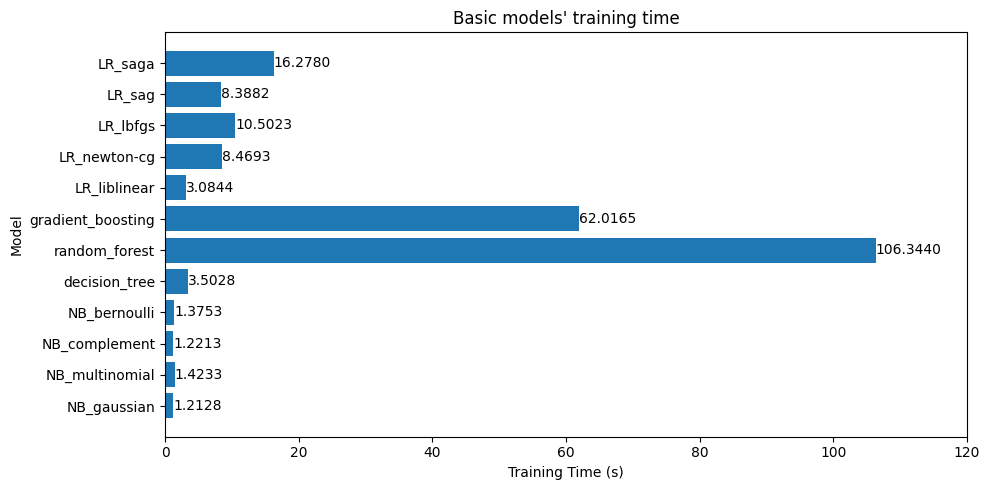 Basic models' training time
Model
LR_saga 16.2780
LR_sag 8.3882
LR_lbfgs 10.5023
LR_newton-cg 8.4693
LR_liblinear 3.0844
gradient_boosting 62.0165
random_forest 106.3440
decision_tree 3.5028
NB_bernoulli 1.3753
NB_complement 1.2213
NB_multinomial 1.4233
NB_gaussian 1.2128
0 20 40 60 80 100 120
Training Time (s)